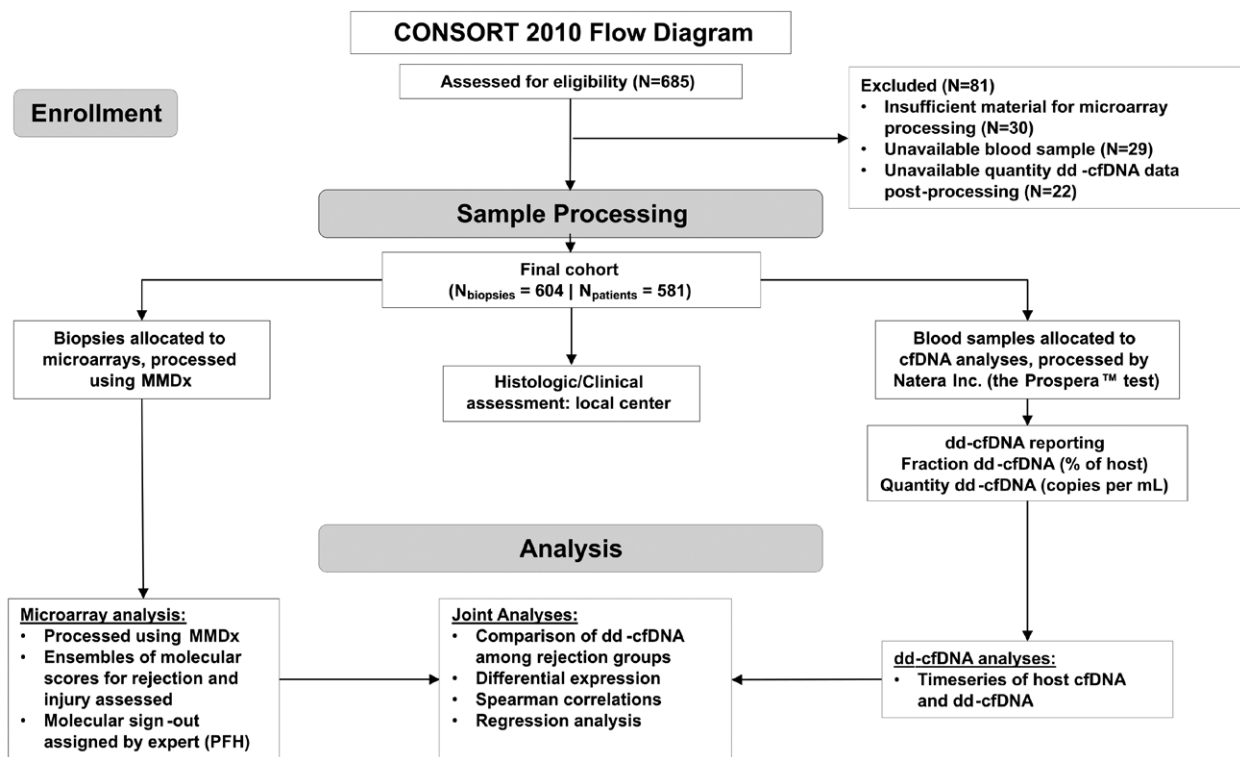 CONSORT 2010 Flow Diagram
Assessed for eligibility (N=685)
Enrollment
Excluded (N=81)
• Insufficient material for microarray
processing (N=30)
• Unavailable blood sample (N=29)
• Unavailable quantity dd-cfDNA data
post-processing (N=22)
Sample Processing
Final cohort
(Nbiopsies = 604 | Npatients = 581)
Biopsies allocated to
microarrays, processed
using MMDx
Histologic/Clinical
assessment: local center
Blood samples allocated to
cfDNA analyses, processed by
Natera Inc. (the Prospera™ test)
dd-cfDNA reporting
Fraction dd-cfDNA (% of host)
Quantity dd-cfDNA (copies per mL)
Analysis
Microarray analysis:
• Processed using MMDx
• Ensembles of molecular
scores for rejection and
injury assessed
• Molecular sign-out
assigned by expert (PFH)
Joint Analyses:
• Comparison of dd-cfDNA
among rejection groups
• Differential expression
• Spearman correlations
• Regression analysis
dd-cfDNA analyses:
• Timeseries of host cfDNA
and dd-cfDNA